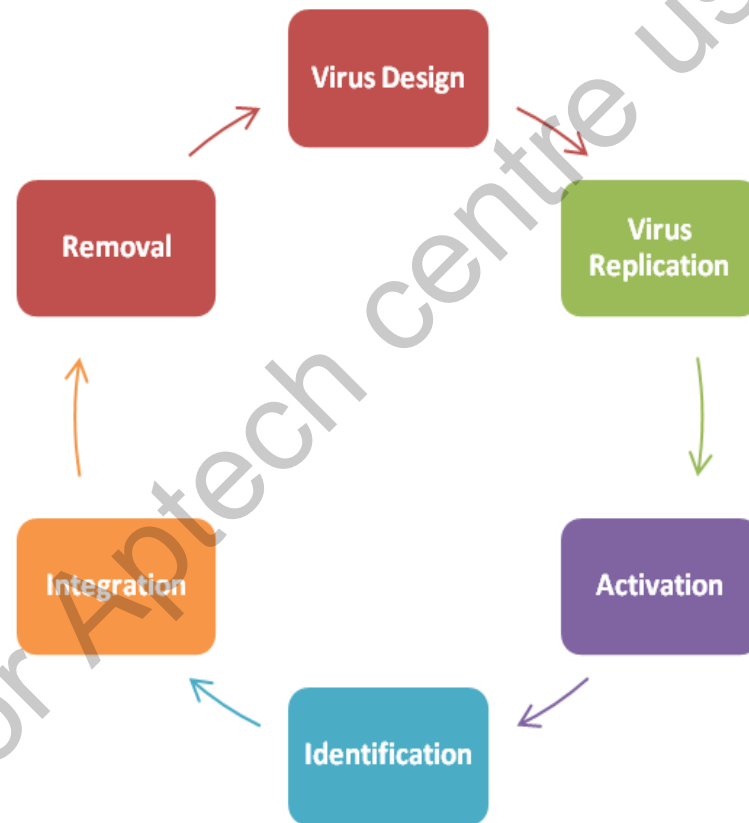 Virus Design
Virus
Replication
Activation
Identification
Integration
Removal
or Aptech centre us